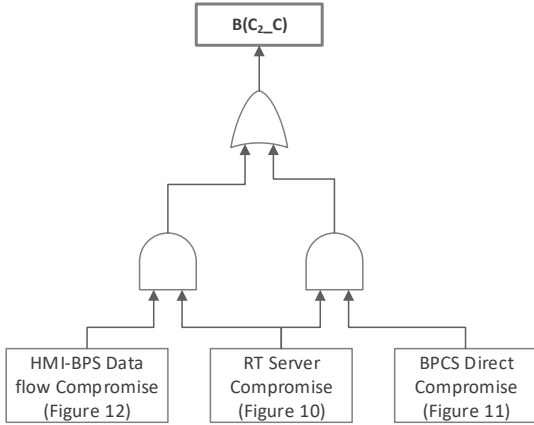 B(C₂_C)
HMI-BPS Data
flow Compromise
(Figure 12)
RT Server
Compromise
(Figure 10)
BPCS Direct
Compromise
(Figure 11)